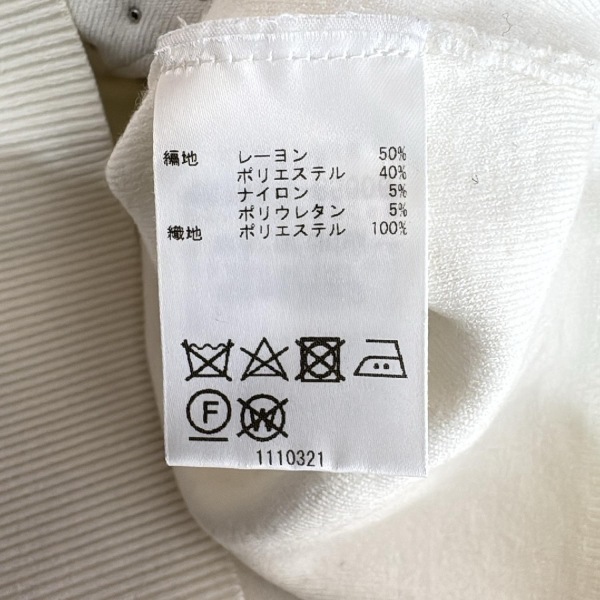 編地 レーヨン 50%
ポリエステル 40%
ナイロン 5%
ポリウレタン 5%
織地 ポリエステル 100%
F W
1110321